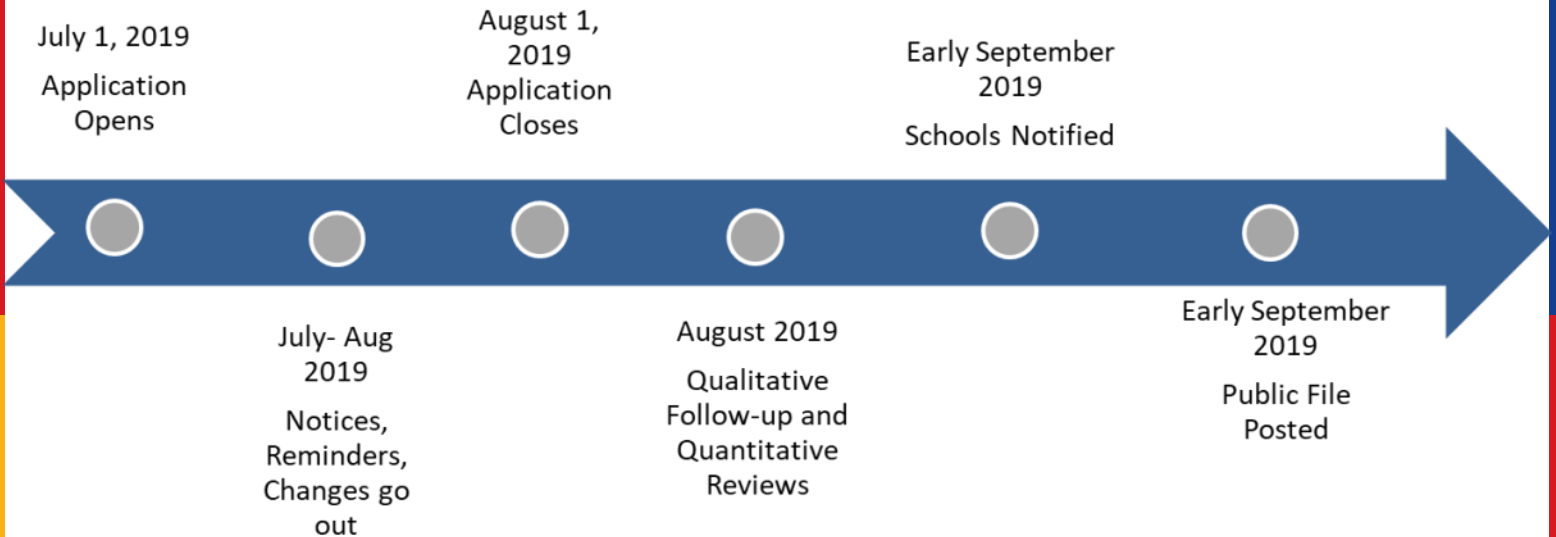 July 1, 2019
Application
Opens
July- Aug
2019
Notices,
Reminders,
Changes go
out
August 1,
2019
Application
Closes
August 2019
Qualitative
Follow-up and
Quantitative
Reviews
Early September
2019
Schools Notified
Early September
2019
Public File
Posted